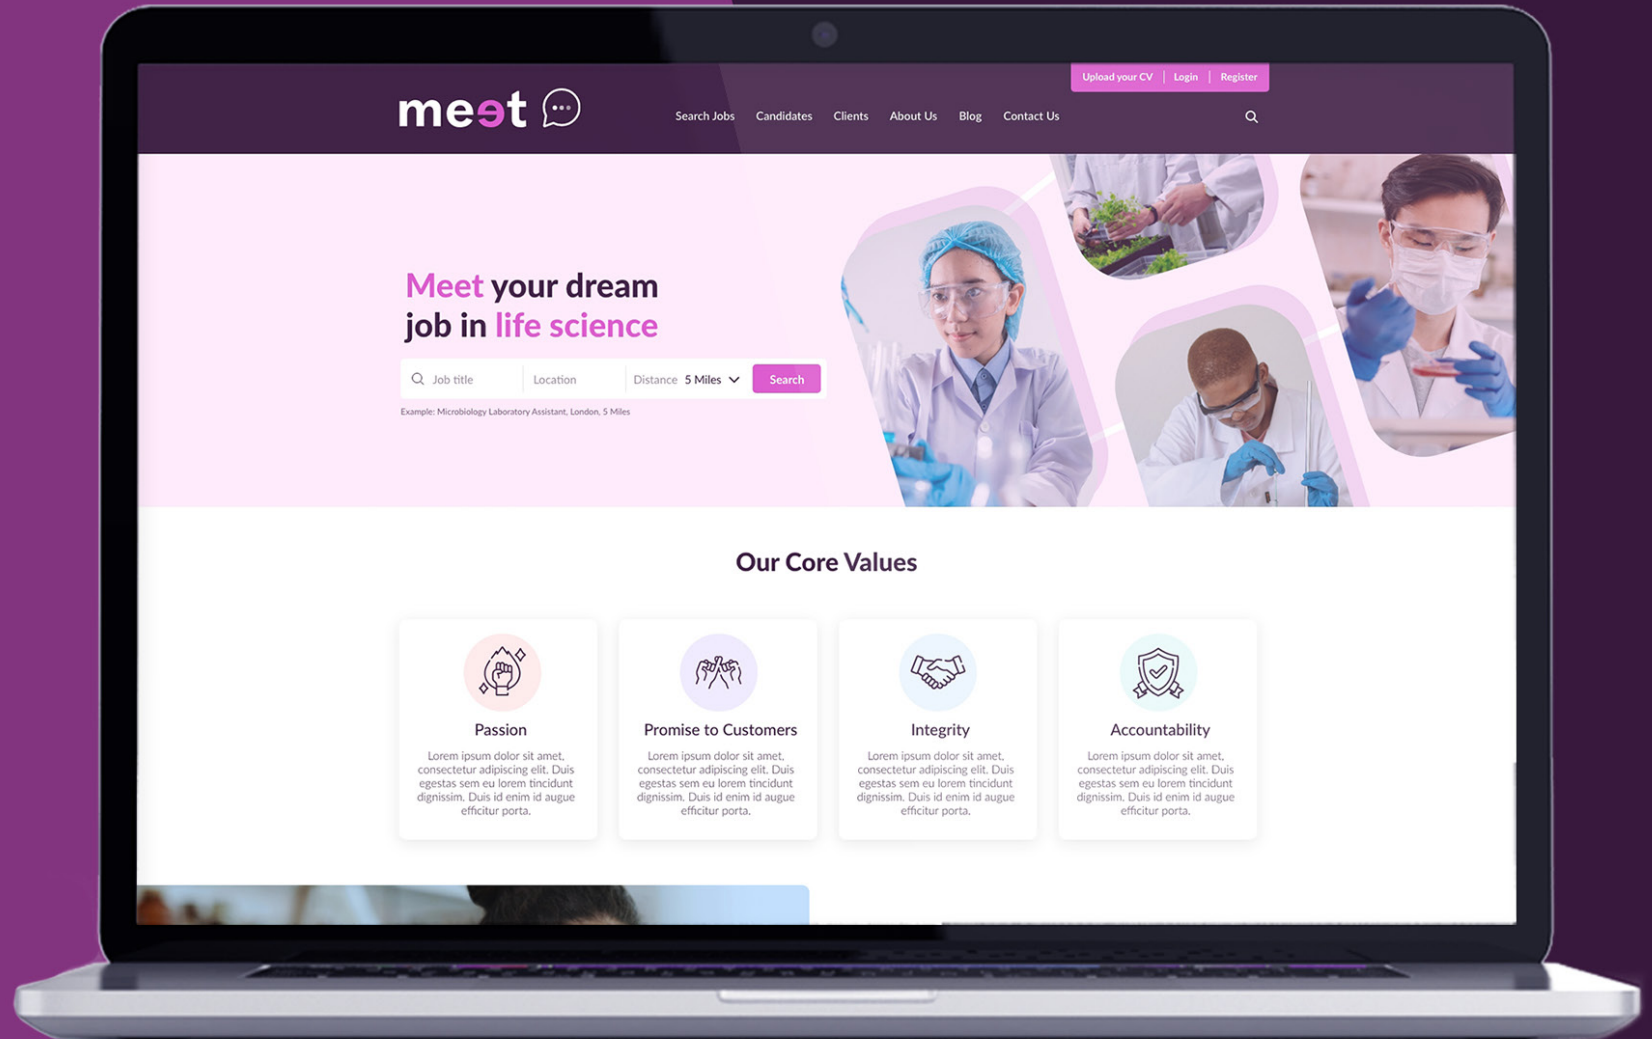 Upload your CV | Login | Register
meet
Search Jobs Candidates Clients About Us Blog Contact Us
Meet your dream
job in life science
Job title Location Distance 5 Miles Search
Example: Microbiology Laboratory Assistant, London, 5 Miles
Our Core Values
Passion
Lorem ipsum dolor sit amet,
consectetur adipiscing elit. Duis
egestas sem eu lorem tincidunt
dignissim. Duis id enim id augue
efficitur porta.
Promise to Customers
Lorem ipsum dolor sit amet,
consectetur adipiscing elit. Duis
egestas sem eu lorem tincidunt
dignissim. Duis id enim id augue
efficitur porta.
Integrity
Lorem ipsum dolor sit amet,
consectetur adipiscing elit. Duis
egestas sem eu lorem tincidunt
dignissim. Duis id enim id augue
efficitur porta.
Accountability
Lorem ipsum dolor sit amet,
consectetur adipiscing elit. Duis
egestas sem eu lorem tincidunt
dignissim. Duis id enim id augue
efficitur porta.